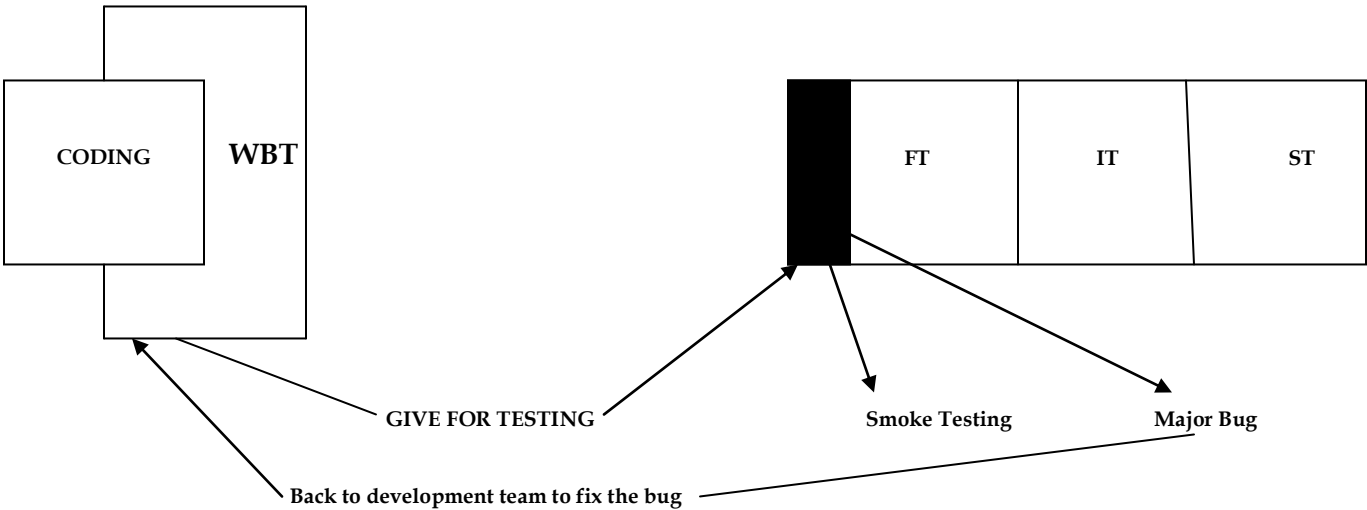 CODING
WBT
FT
IT
ST
GIVE FOR TESTING
Smoke Testing
Major Bug
Back to development team to fix the bug